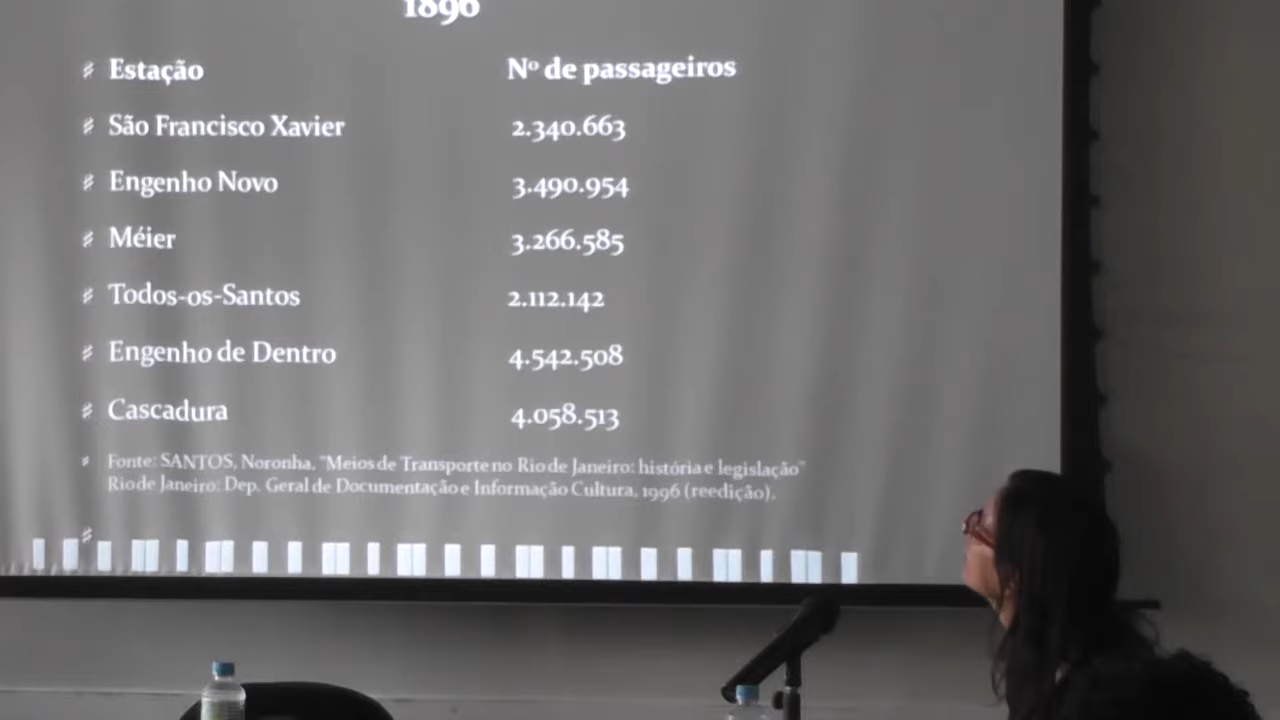 1896
Estação Nº de passageiros
São Francisco Xavier 2.340.663
Engenho Novo 3.490.954
Méier 3.266.585
Todos-os-Santos 2.112.142
Engenho de Dentro 4.542.508
Cascadura 4.058.513
Fonte: SANTOS, Noronha, "Meios de Transporte no Rio de Janeiro: história e legislação"
Rio de Janeiro: Dep. Geral de Documentação e Informação Cultura, 1996 (reedição).